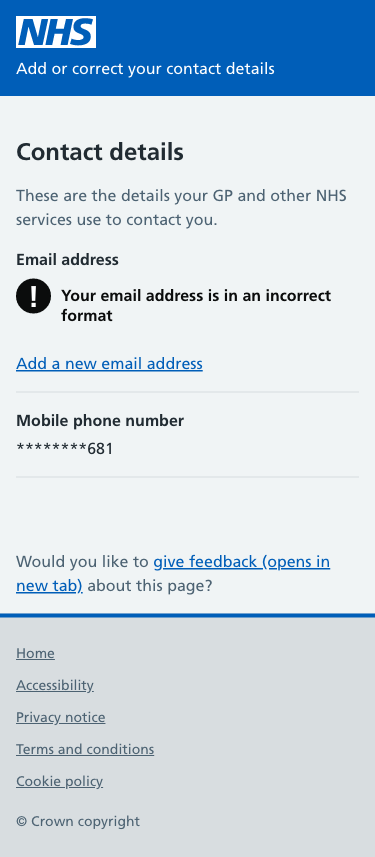 NHS
Add or correct your contact details
Contact details
These are the details your GP and other NHS
services use to contact you.
Email address
!
Your email address is in an incorrect
format
Add a new email address
Mobile phone number
********681
Would you like to give feedback (opens in
new tab) about this page?
Home
Accessibility
Privacy notice
Terms and conditions
Cookie policy
© Crown copyright